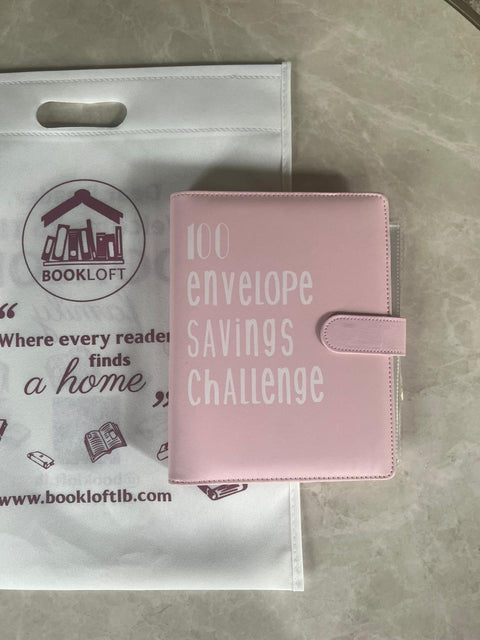 BOOKLOFT
“
Where every reader
finds
a home
”
www.bookloftlb.com
100
envelope
savings
challenge